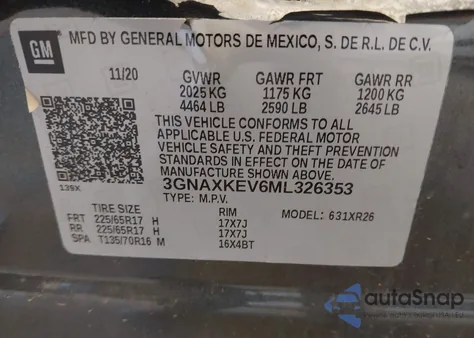 GM
MFD BY GENERAL MOTORS DE MEXICO, S. DE R.L. DE C.V.
11/20 GVWR GAWR FRT GAWR RR
2025 KG 1175 KG 1200 KG
4464 LB 2590 LB 2645 LB
THIS VEHICLE CONFORMS TO ALL
APPLICABLE U.S. FEDERAL MOTOR
VEHICLE SAFETY AND THEFT PREVENTION
STANDARDS IN EFFECT ON THE DATE OF
MANUFACTURE SHOWN ABOVE.
139X 3GNAXKEV6ML326353
TYPE: M.P.V.
TIRE SIZE RIM MODEL: 631XR26
FRT 225/65R17 H 17X7J
RR 225/65R17 H 17X7J
SPA T135/70R16 M 16X4BT
autoSnap